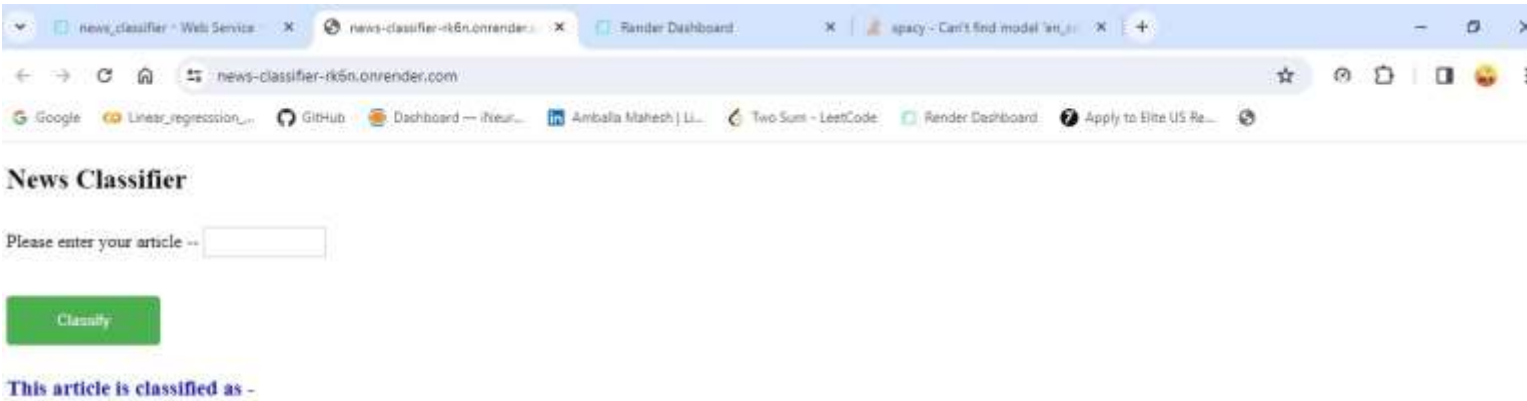 news_classifier - Web Service
news-classifier-rk6n.onrender.c
Render Dashboard
spacy - Can't find model 'en_
news-classifier-rk6n.onrender.com
Google Linear_regresssion_... GitHub Dashboard — iNeur... Amballa Mahesh | Li... Two Sum - LeetCode Render Dashboard Apply to Elite US Re...
News Classifier
Please enter your article --
Classify
This article is classified as -